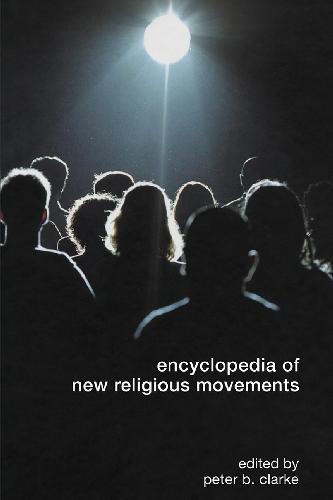 encyclopedia of
new religious movements
edited by
peter b. clarke